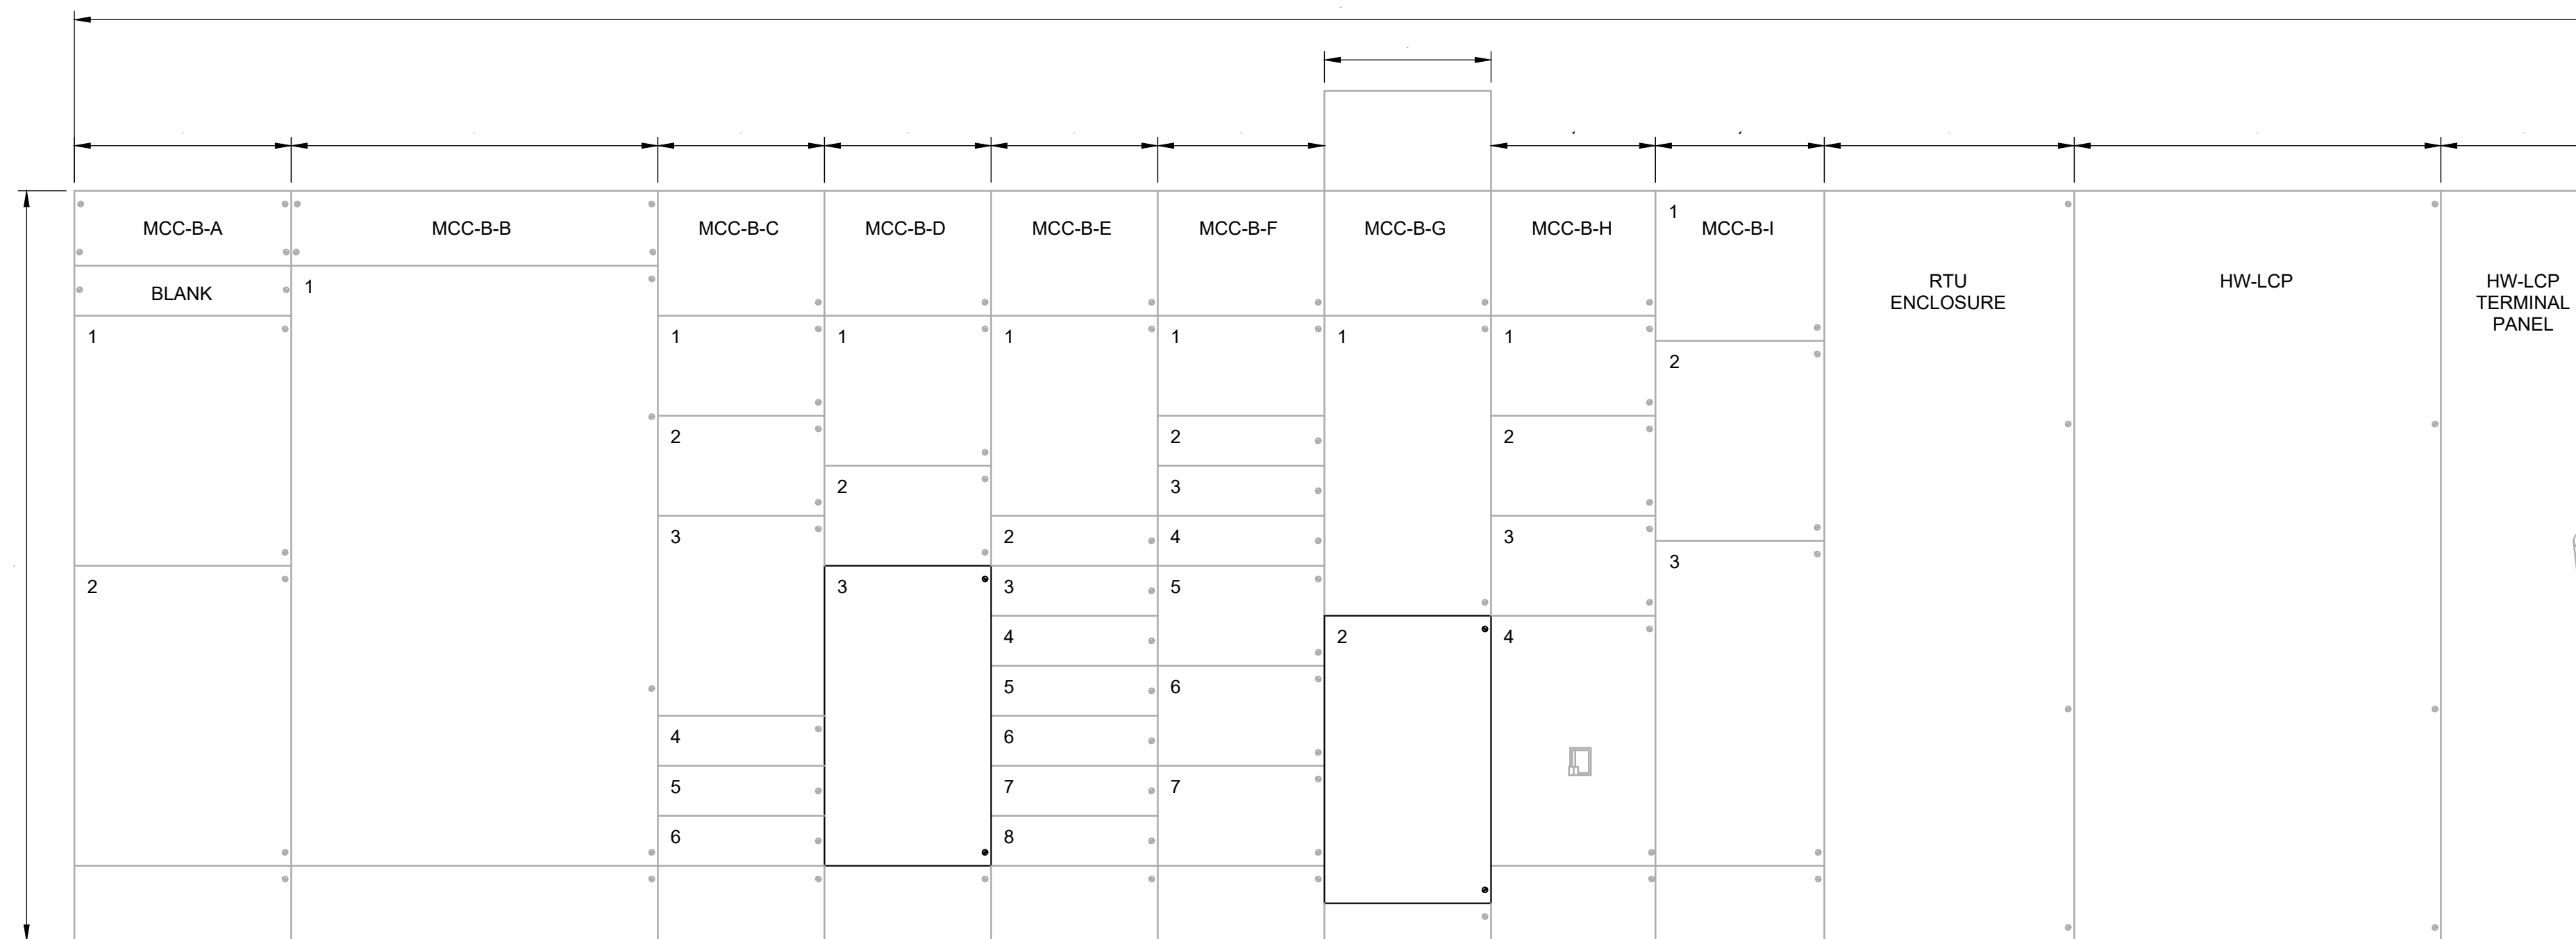 MCC-B-A
MCC-B-B
MCC-B-C
MCC-B-D
MCC-B-E
MCC-B-F
MCC-B-G
MCC-B-H
MCC-B-I
RTU
ENCLOSURE
HW-LCP
HW-LCP
TERMINAL
PANEL
BLANK
1
2
1
1
2
3
4
5
6
1
2
3
1
2
3
4
5
6
7
8
1
2
3
4
5
6
7
1
2
1
2
3
4
1
2
3